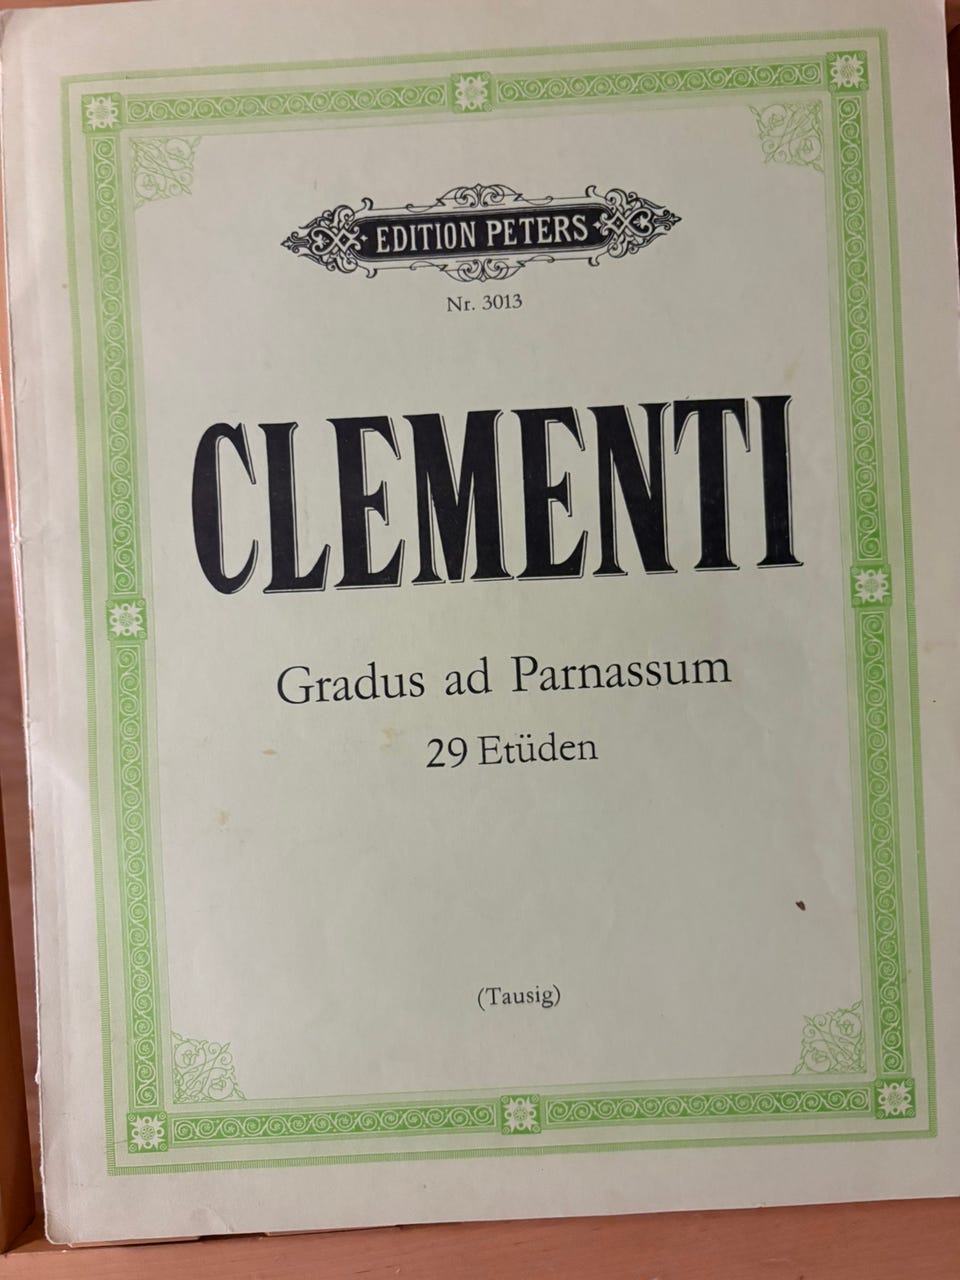 EDITION PETERS
Nr. 3013
CLEMENTI
Gradus ad Parnassum
29 Etüden
(Tausig)